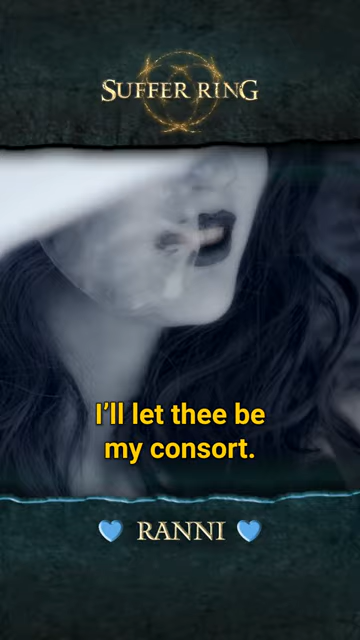 SUFFER RING
I'll let thee be
my consort.
💙 RANNI 💙